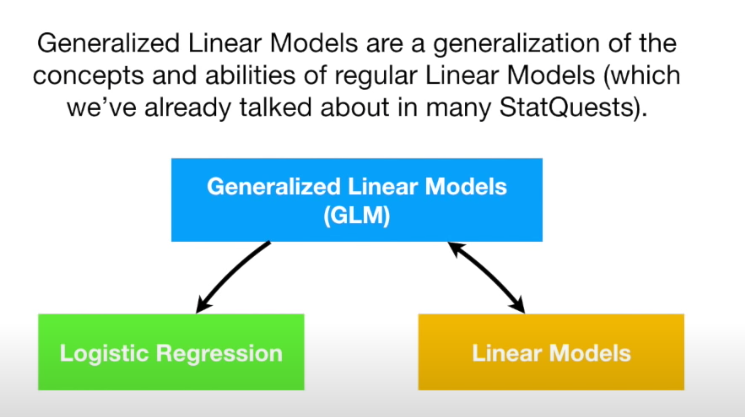 Generalized Linear Models are a generalization of the
concepts and abilities of regular Linear Models (which
we've already talked about in many StatQuests).
Generalized Linear Models
(GLM)
Logistic Regression
Linear Models